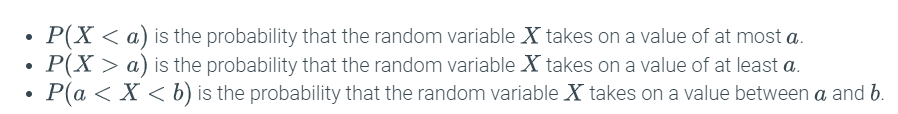 • P(X < a) is the probability that the random variable X takes on a value of at most a.
• P(X > a) is the probability that the random variable X takes on a value of at least a.
• P(a < X < b) is the probability that the random variable X takes on a value between a and b.